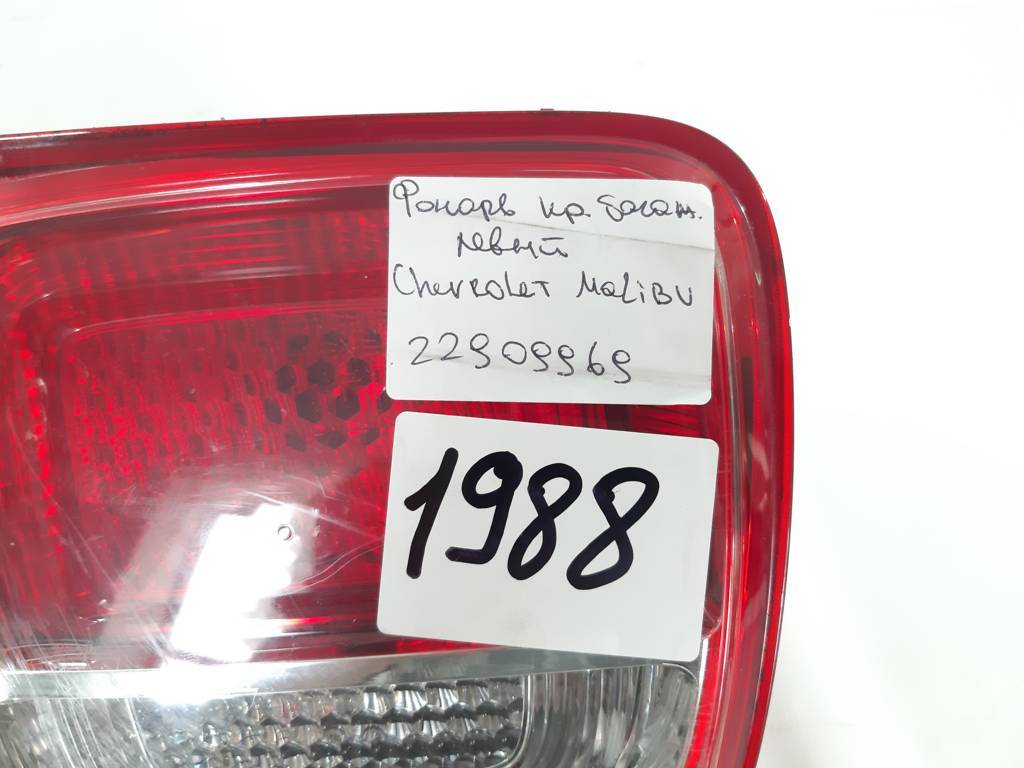 Фонарь кр. багаж.
левый
Chevrolet Malibu
22909969
1988